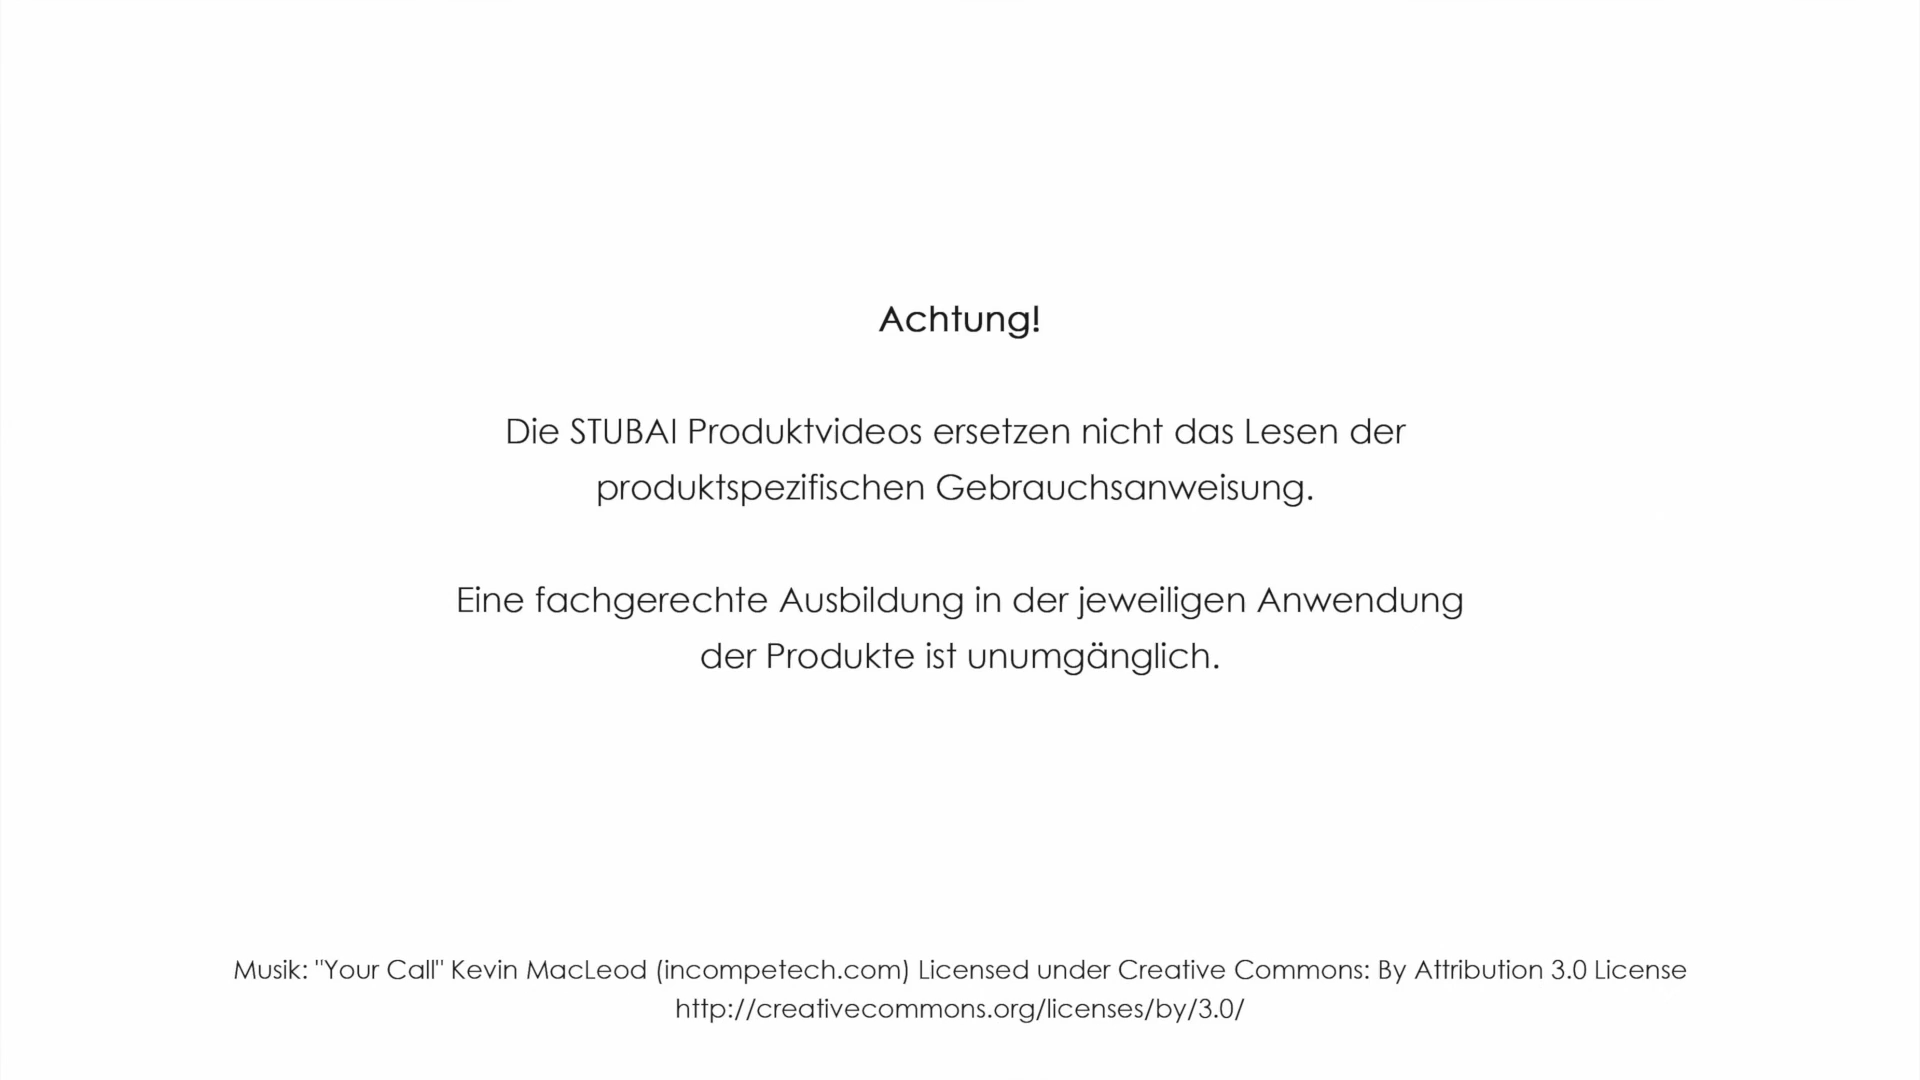 Achtung!
Die STUBAI Produktvideos ersetzen nicht das Lesen der
produktspezifischen Gebrauchsanweisung.
Eine fachgerechte Ausbildung in der jeweiligen Anwendung
der Produkte ist unumgänglich.
Musik: "Your Call" Kevin MacLeod (incompetech.com) Licensed under Creative Commons: By Attribution 3.0 License
http://creativecommons.org/licenses/by/3.0/